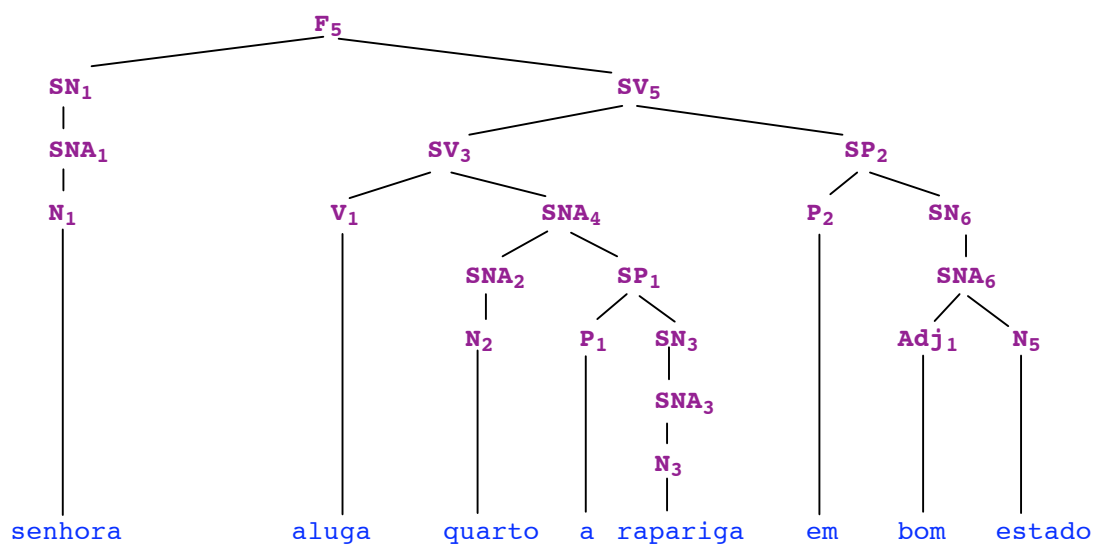 F5
SN1 SV5
SNA1 SV3 SP2
N1 V1 SNA4 P2 SN6
SNA2 SP1 SNA6
N2 P1 SN3 Adj1 N5
SNA3
N3
senhora aluga quarto a rapariga em bom estado